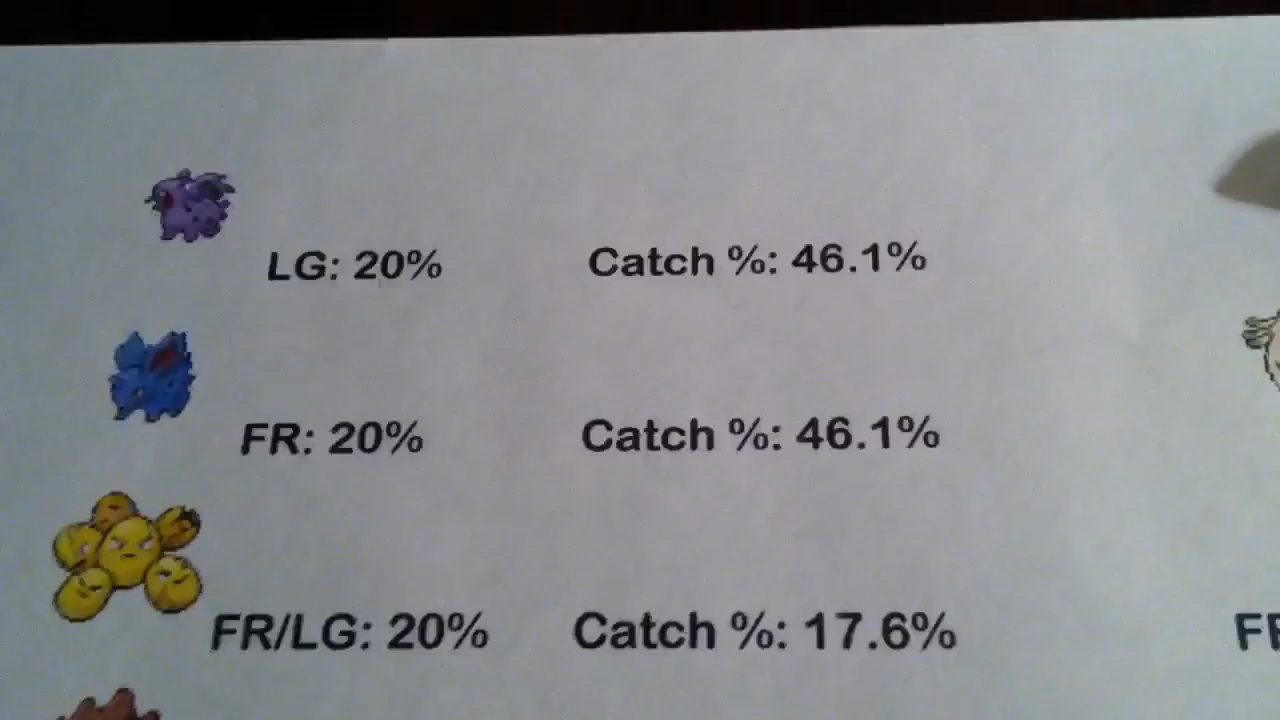 LG: 20% Catch %: 46.1%
FR: 20% Catch %: 46.1%
FR/LG: 20% Catch %: 17.6%